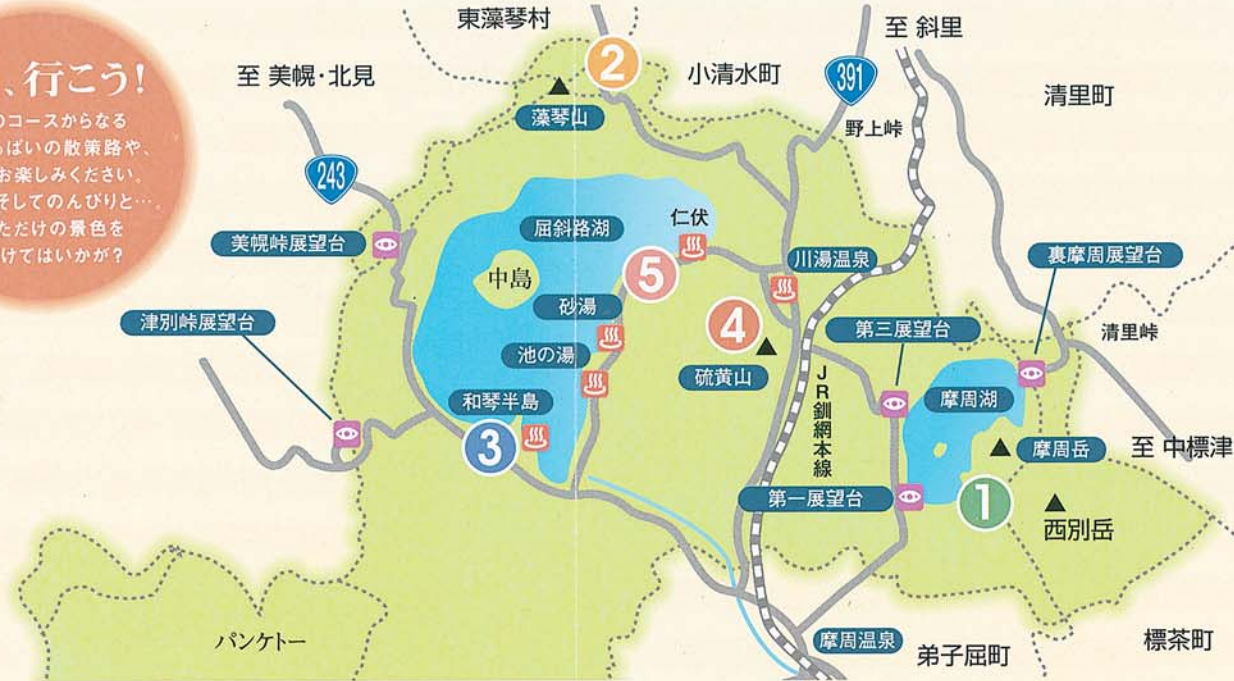 、行こう!
のコースからなる
ぱいの散策路や、
お楽しみください。
そしてのんびりと…。
ただけの景色を
けてはいかが?
東藻琴村
2
至 斜里
至 美幌・北見
小清水町
391
清里町
藻琴山
野上峠
243
仁伏
屈斜路湖
美幌峠展望台
裏摩周展望台
川湯温泉
5
中島
砂湯
津別峠展望台
4
第三展望台
清里峠
池の湯
硫黄山
JR釧網本線
摩周湖
和琴半島
3
摩周岳
至 中標津
第一展望台
1
西別岳
パンケトー
摩周温泉
弟子屈町
標茶町